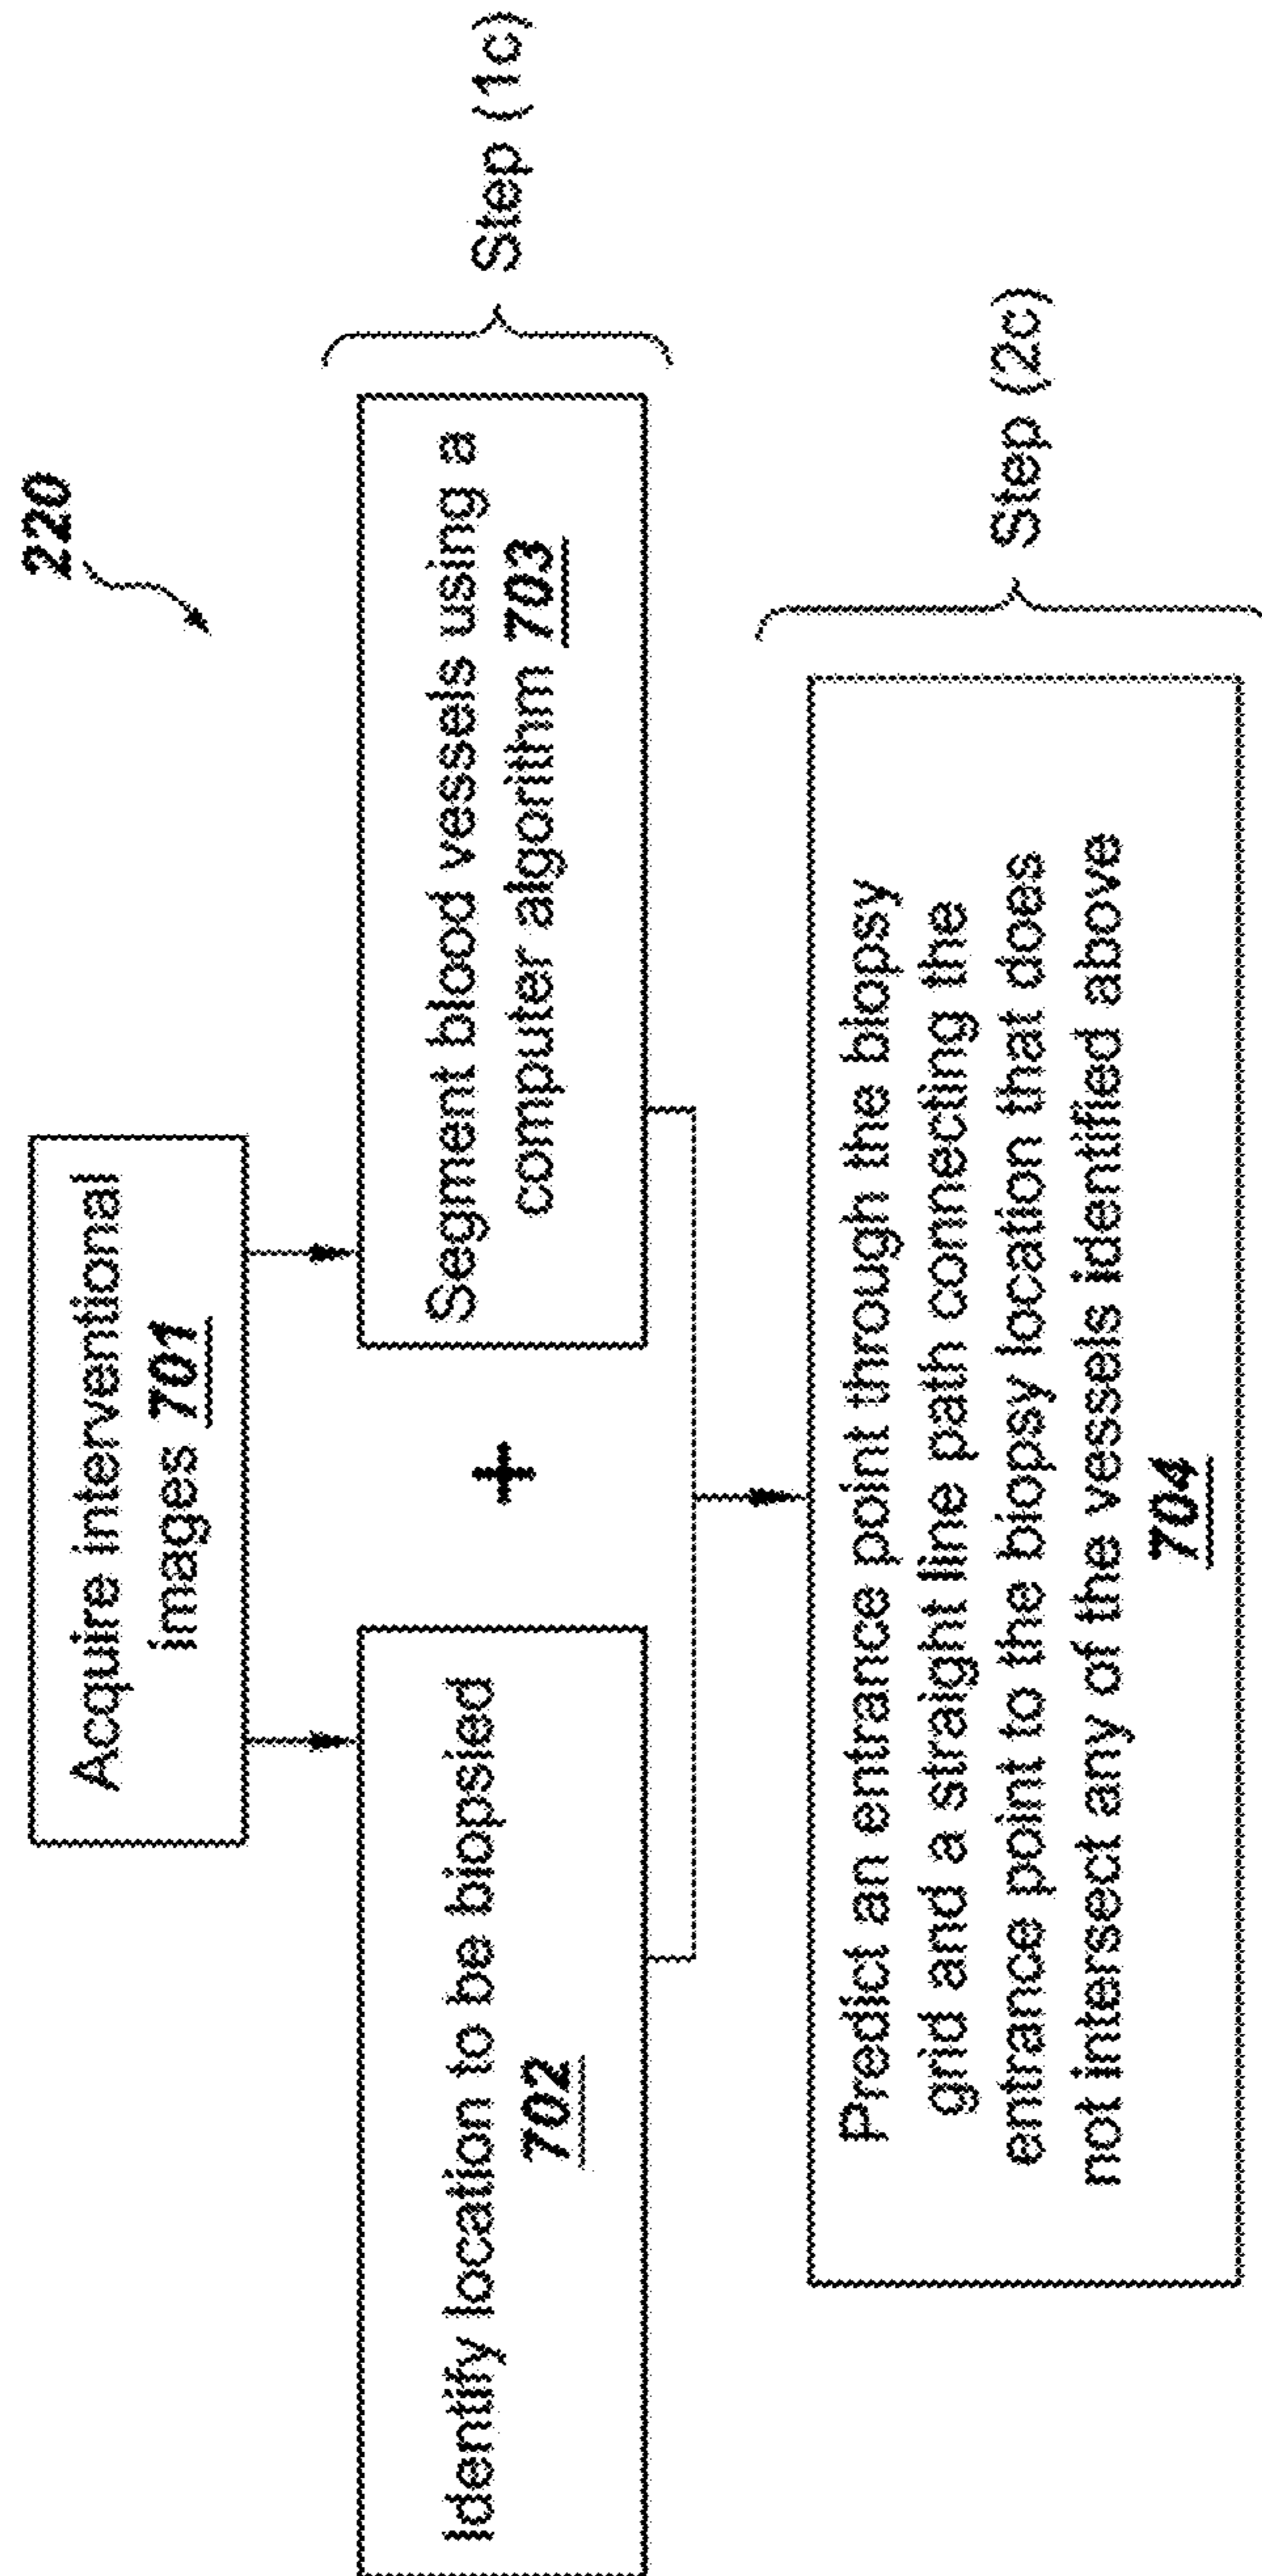 220
Acquire interventional
images 701
Identify location to be biopsied
702
+
Segment blood vessels using a
computer algorithm 703
Step (1c)
Predict an entrance point through the biopsy
grid and a straight line path connecting the
entrance point to the biopsy location that does
not intersect any of the vessels identified above
704
Step (2c)